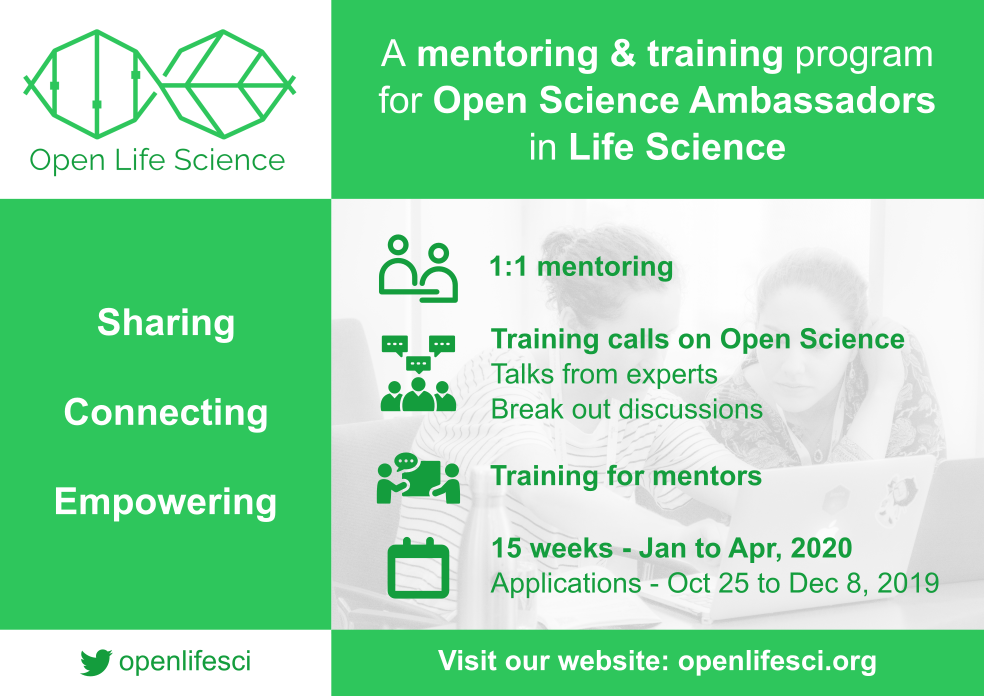 Open Life Science
A mentoring & training program
for Open Science Ambassadors
in Life Science
Sharing
Connecting
Empowering
1:1 mentoring
Training calls on Open Science
Talks from experts
Break out discussions
Training for mentors
15 weeks - Jan to Apr, 2020
Applications - Oct 25 to Dec 8, 2019
openlifesci
Visit our website: openlifesci.org